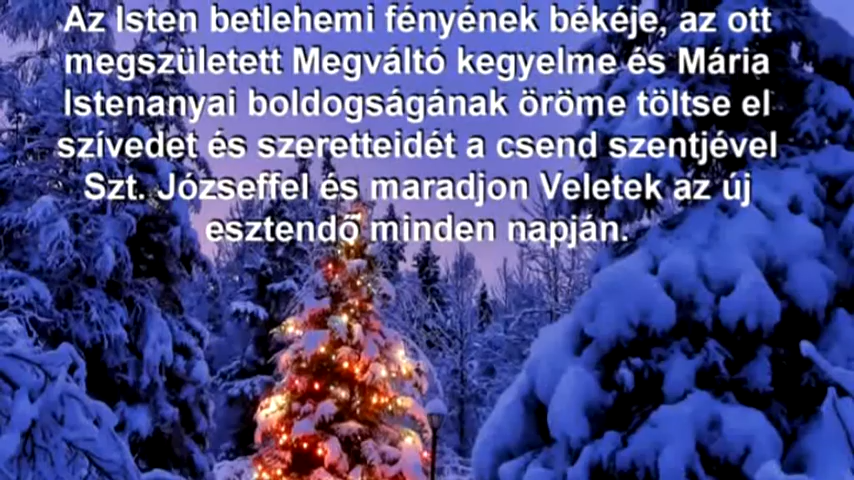 Az Isten betlehemi fényének békéje, az ott
megszületett Megváltó kegyelme és Mária
Istenanyai boldogságának öröme töltse el
szívedet és szeretteidét a csend szentjével
Szt. Józseffel és maradjon Veletek az új
esztendő minden napján.